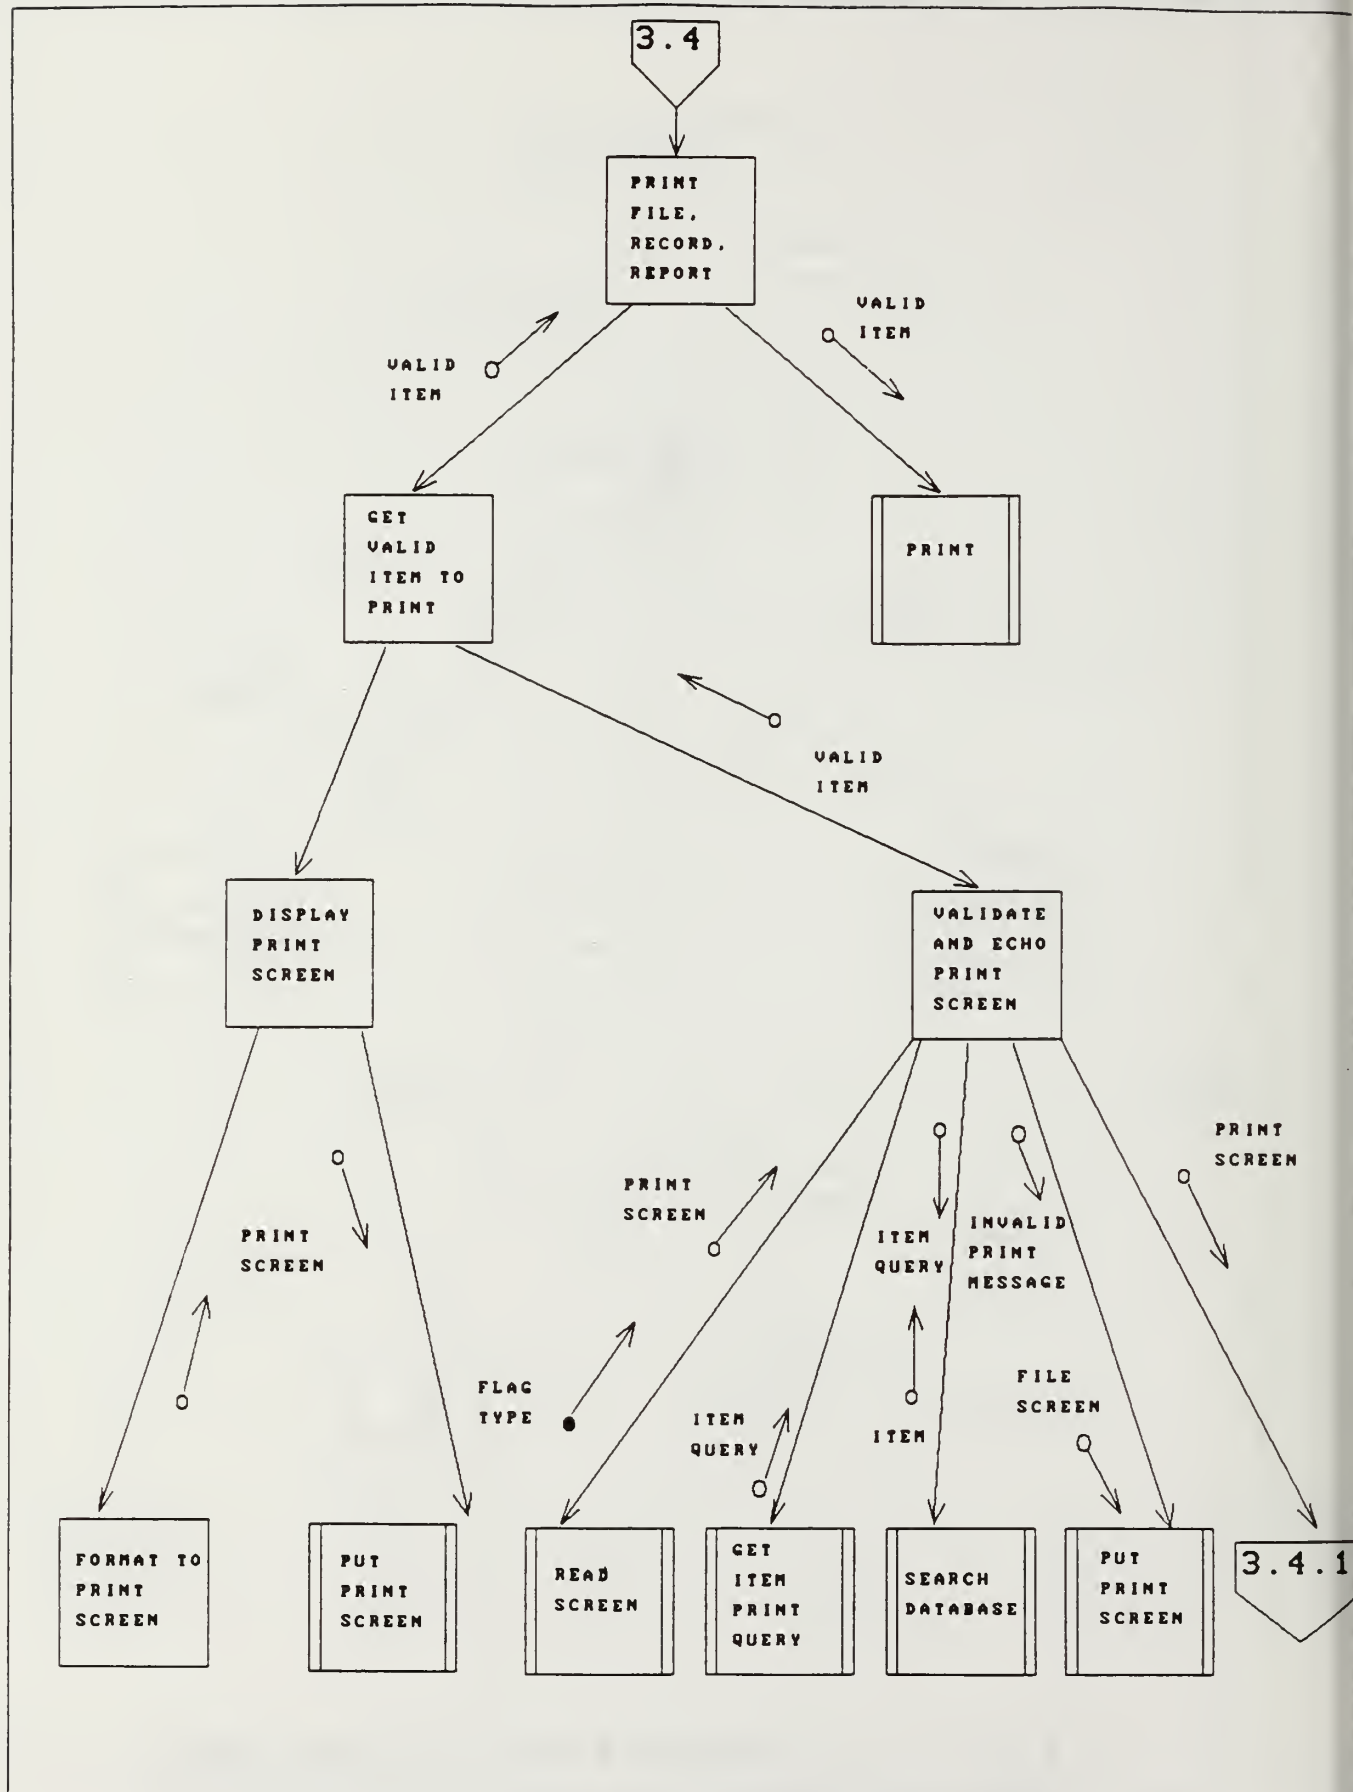 3.4
PRINT
FILE,
RECORD,
REPORT
VALID
ITEM
VALID
ITEM
GET
VALID
ITEM TO
PRINT
PRINT
VALID
ITEM
DISPLAY
PRINT
SCREEN
VALIDATE
AND ECHO
PRINT
SCREEN
PRINT
SCREEN
PRINT
SCREEN
ITEM
QUERY
INVALID
PRINT
MESSAGE
PRINT
SCREEN
FLAG
TYPE
ITEM
QUERY
ITEM
FILE
SCREEN
FORMAT TO
PRINT
SCREEN
PUT
PRINT
SCREEN
READ
SCREEN
GET
ITEM
PRINT
QUERY
SEARCH
DATABASE
PUT
PRINT
SCREEN
3.4.1